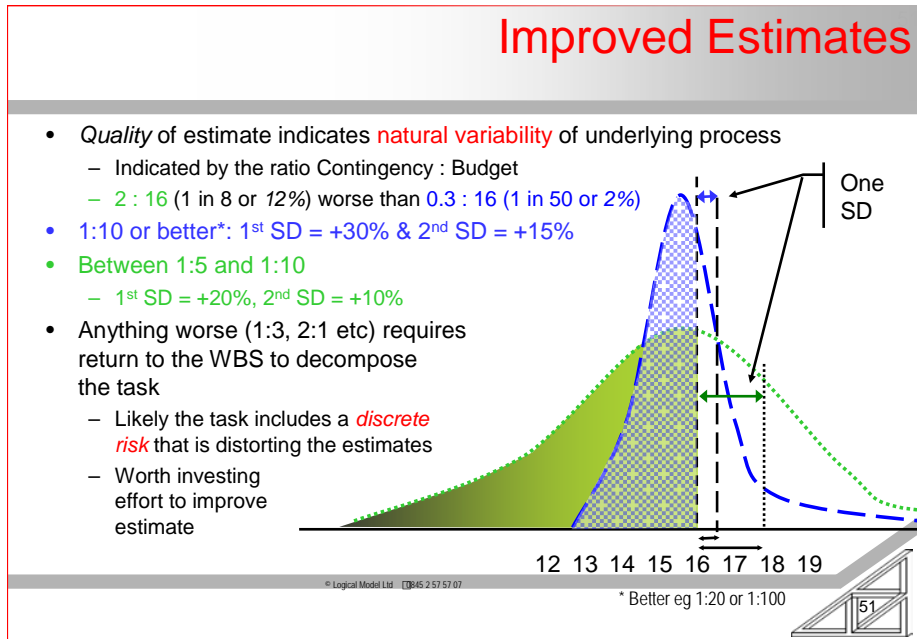 Improved Estimates
• Quality of estimate indicates natural variability of underlying process
– Indicated by the ratio Contingency : Budget
– 2 : 16 (1 in 8 or 12%) worse than 0.3 : 16 (1 in 50 or 2%)
• 1:10 or better*: 1st SD = +30% & 2nd SD = +15%
• Between 1:5 and 1:10
– 1st SD = +20%, 2nd SD = +10%
• Anything worse (1:3, 2:1 etc) requires
return to the WBS to decompose
the task
– Likely the task includes a discrete
risk that is distorting the estimates
– Worth investing
effort to improve
estimate
One
SD
12 13 14 15 16 17 18 19
© Logical Model Ltd 0845 2 57 57 07
* Better eg 1:20 or 1:100
51